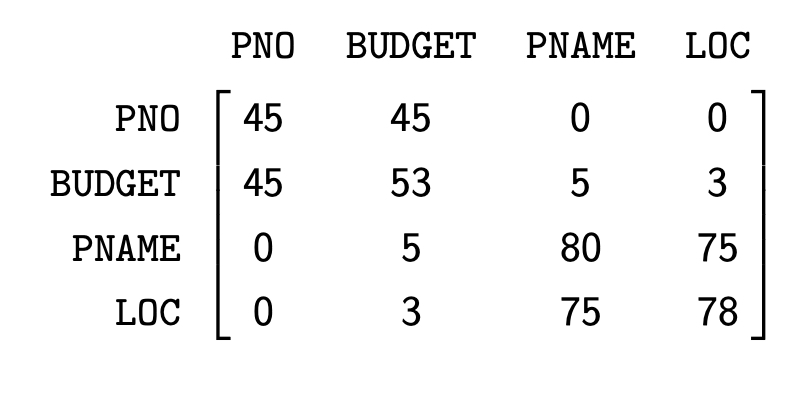 PNO BUDGET PNAME LOC
PNO 45 45 0 0
BUDGET 45 53 5 3
PNAME 0 5 80 75
LOC 0 3 75 78